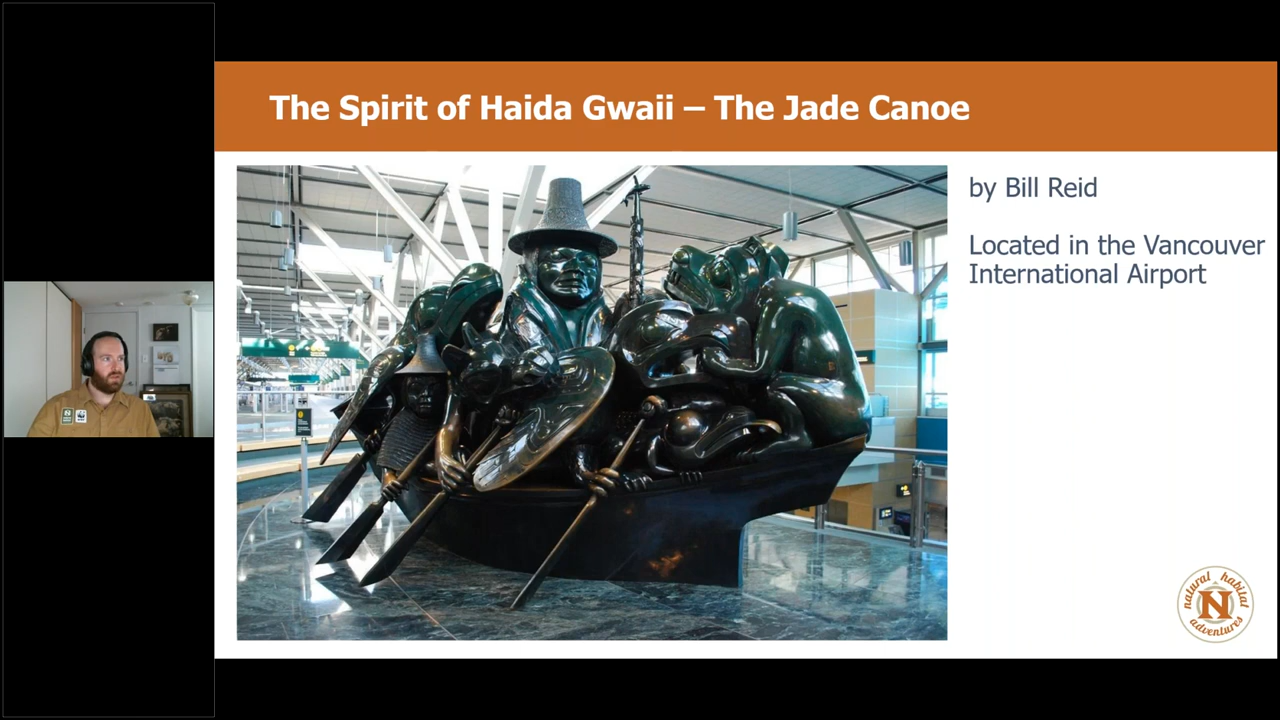 The Spirit of Haida Gwaii – The Jade Canoe
by Bill Reid
Located in the Vancouver
International Airport
natural habitat
N
adventures